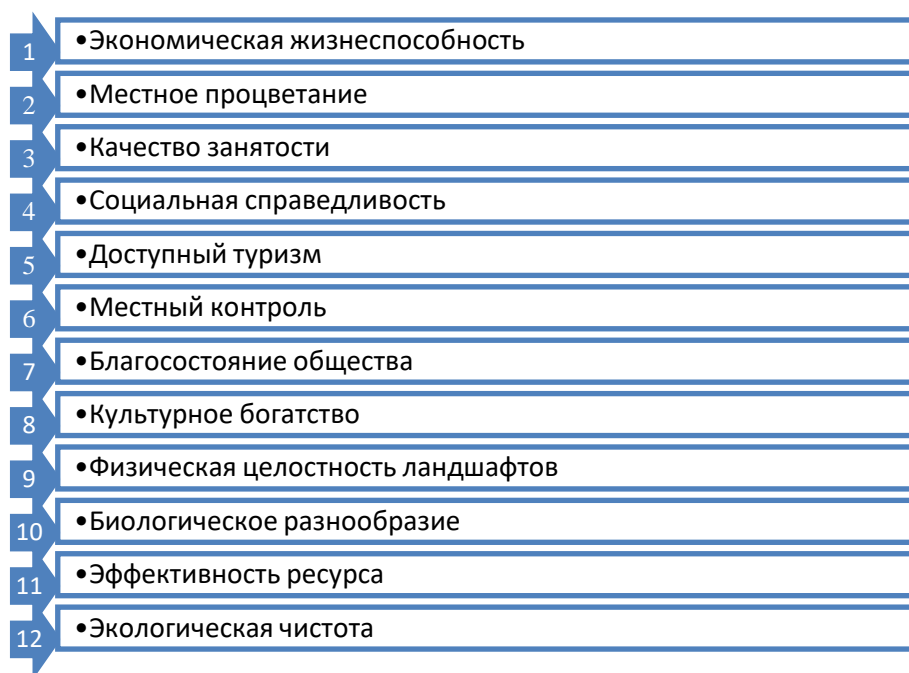 1 •Экономическая жизнеспособность
2 •Местное процветание
3 •Качество занятости
4 •Социальная справедливость
5 •Доступный туризм
6 •Местный контроль
7 •Благосостояние общества
8 •Культурное богатство
9 •Физическая целостность ландшафтов
10 •Биологическое разнообразие
11 •Эффективность ресурса
12 •Экологическая чистота